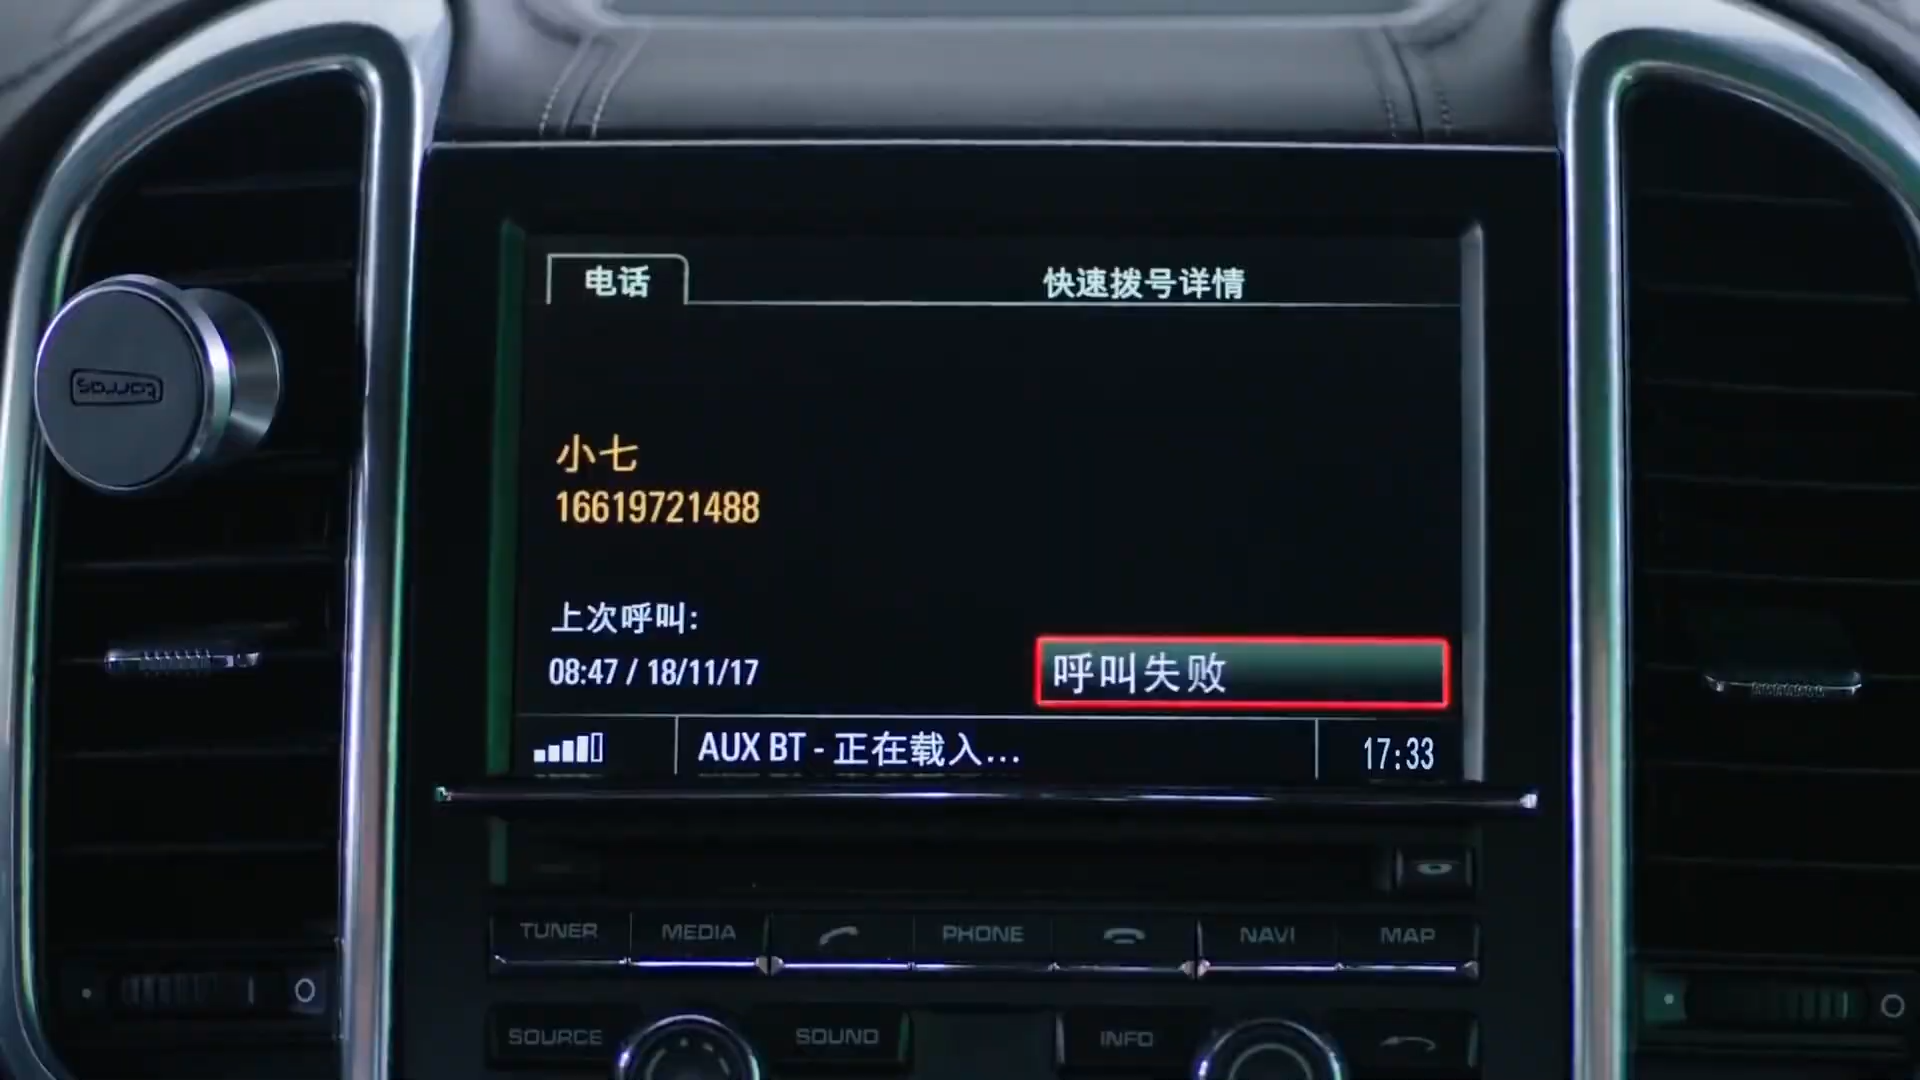 电话
快速拨号详情
torras
小七
16619721488
上次呼叫:
08:47 / 18/11/17
呼叫失败
AUX BT - 正在载入...
17:33
TUNER
MEDIA
PHONE
NAVI
MAP
SOURCE
SOUND
INFO